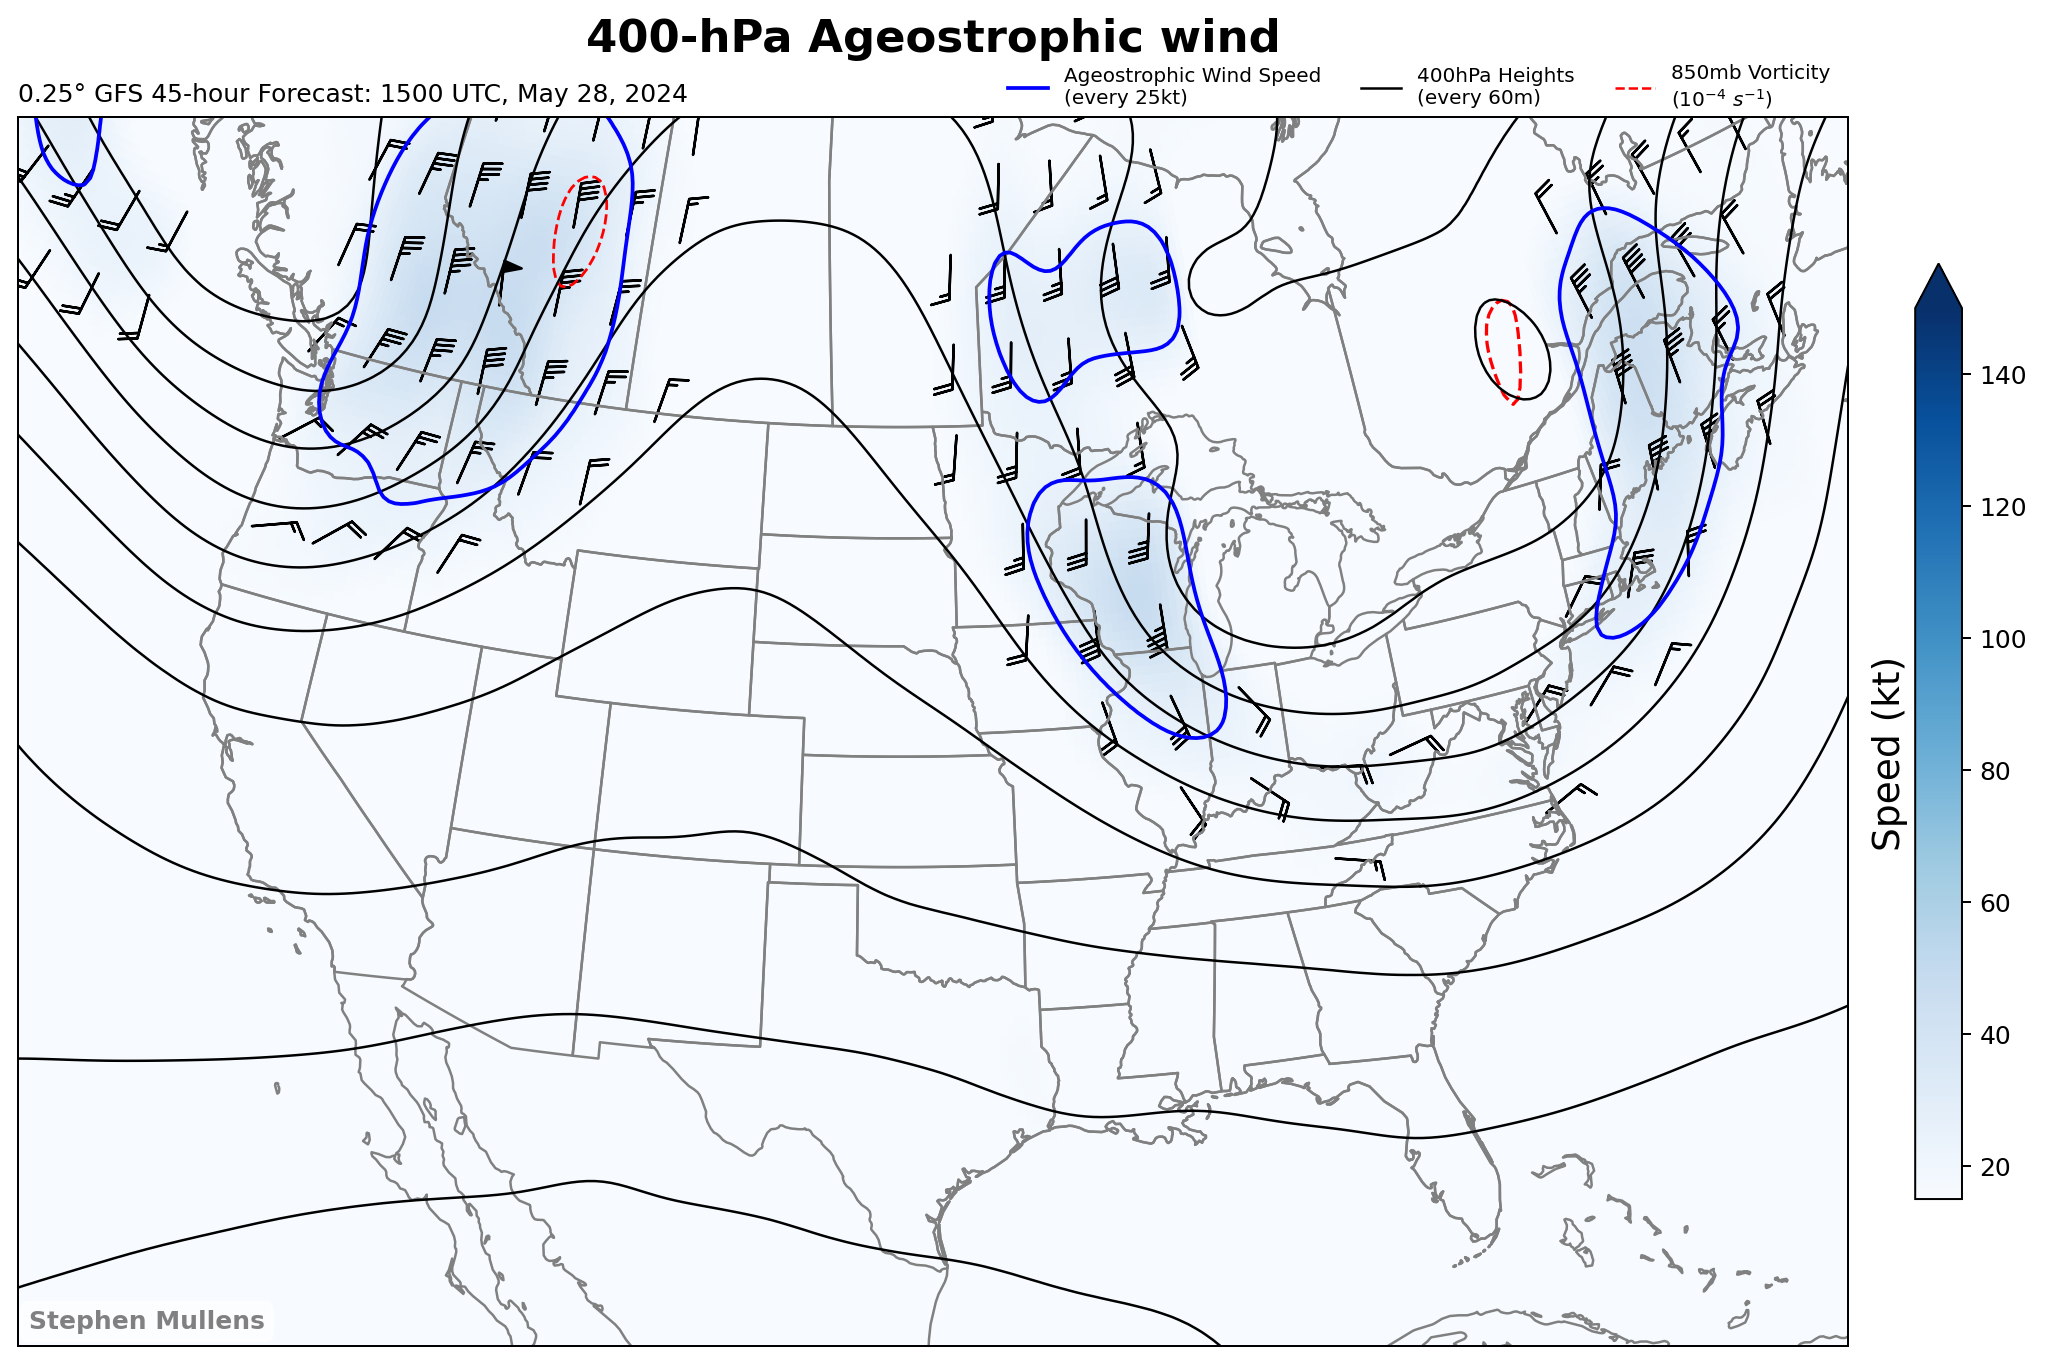 400-hPa Ageostrophic wind
0.25° GFS 45-hour Forecast: 1500 UTC, May 28, 2024
Ageostrophic Wind Speed
(every 25kt)
400hPa Heights
(every 60m)
850mb Vorticity
(10⁻⁴ s⁻¹)
140
120
100
80
60
40
20
Speed (kt)
Stephen Mullens